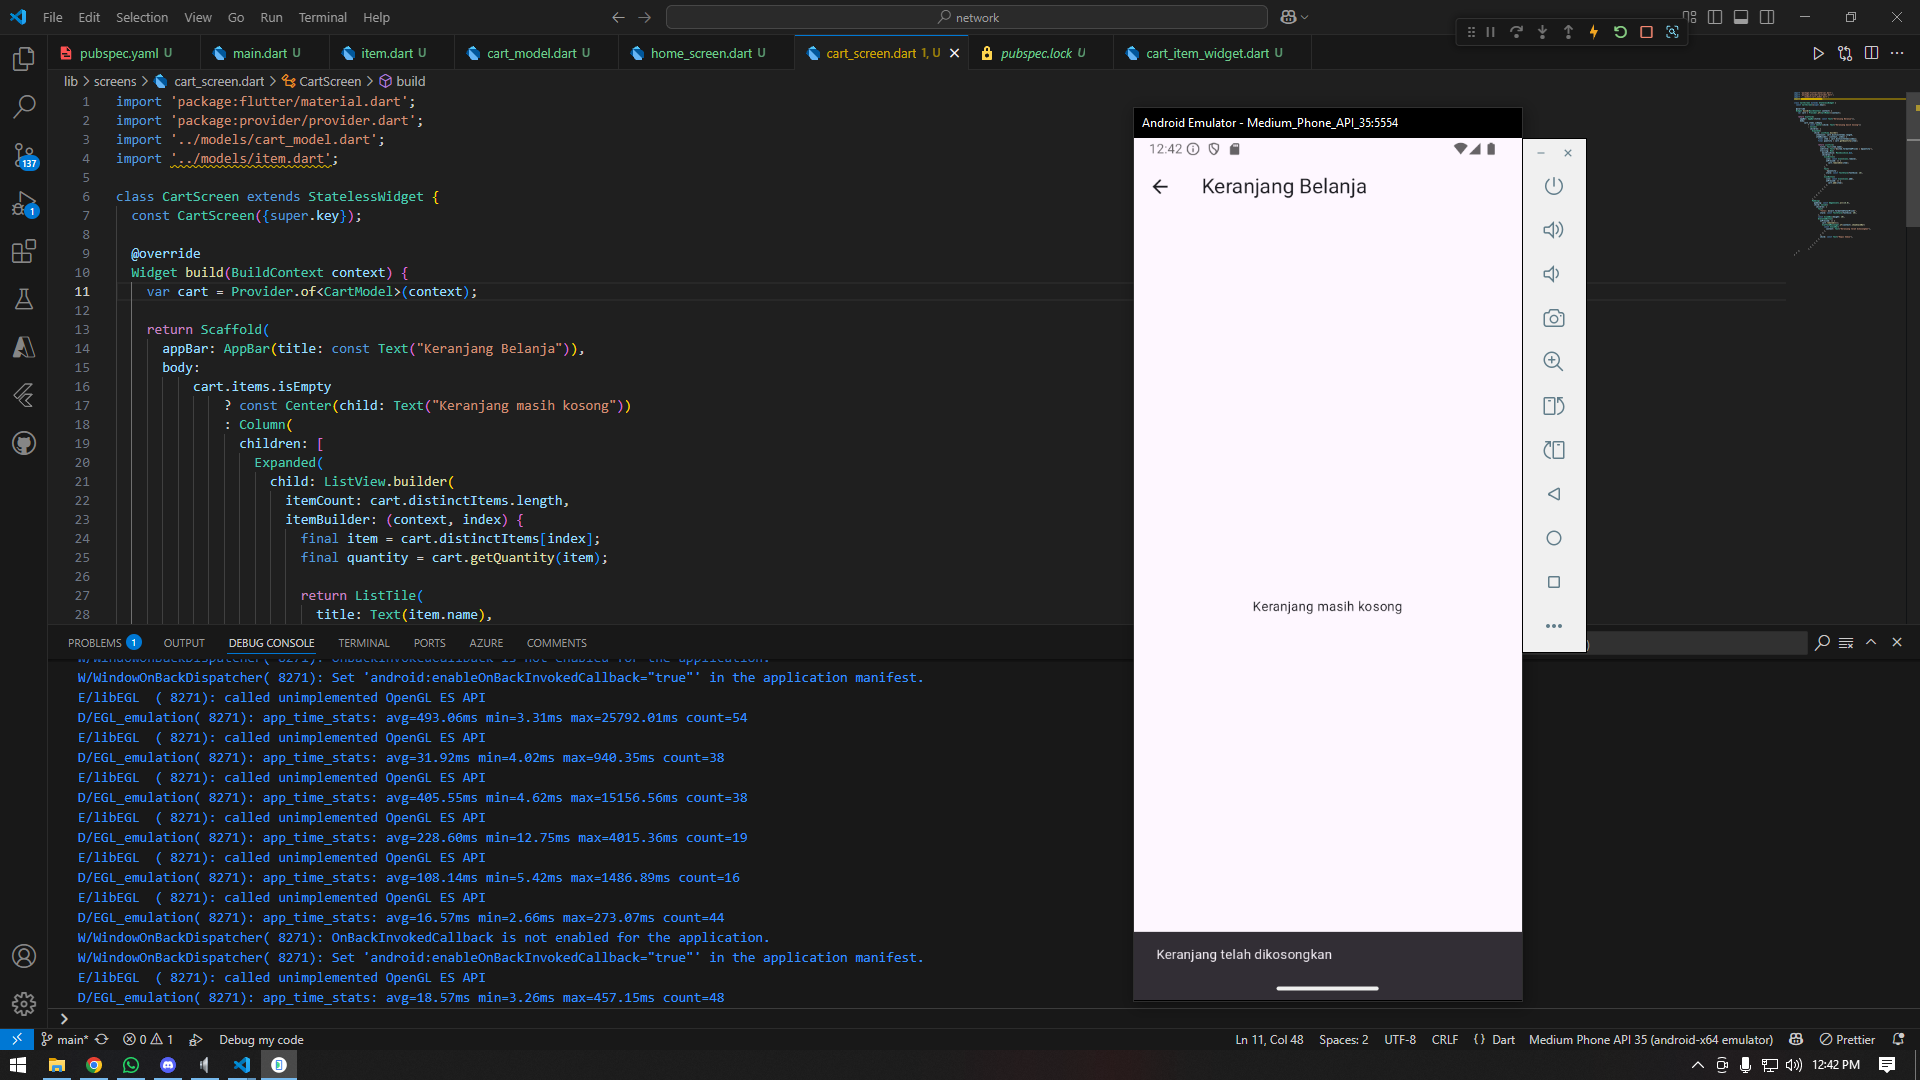 File Edit Selection View Go Run Terminal Help
network
pubspec.yaml U
main.dart U
item.dart U
cart_model.dart U
home_screen.dart U
cart_screen.dart 1, U
pubspec.lock U
cart_item_widget.dart U
lib > screens > cart_screen.dart > CartScreen > build
1 import 'package:flutter/material.dart';
2 import 'package:provider/provider.dart';
3 import '../models/cart_model.dart';
4 import '../models/item.dart';
5
6 class CartScreen extends StatelessWidget {
7 const CartScreen({super.key});
8
9 @override
10 Widget build(BuildContext context) {
11 var cart = Provider.of<CartModel>(context);
12
13 return Scaffold(
14 appBar: AppBar(title: const Text("Keranjang Belanja")),
15 body:
16 cart.items.isEmpty
17 ? const Center(child: Text("Keranjang masih kosong"))
18 : Column(
19 children: [
20 Expanded(
21 child: ListView.builder(
22 itemCount: cart.distinctItems.length,
23 itemBuilder: (context, index) {
24 final item = cart.distinctItems[index];
25 final quantity = cart.getQuantity(item);
26
27 return ListTile(
28 title: Text(item.name),
137
1
Android Emulator - Medium_Phone_API_35:5554
12:42
Keranjang Belanja
Keranjang masih kosong
Keranjang telah dikosongkan
PROBLEMS 1 OUTPUT DEBUG CONSOLE TERMINAL PORTS AZURE COMMENTS
W/WindowOnBackDispatcher( 8271): OnBackInvokedCallback is not enabled for the application.
W/WindowOnBackDispatcher( 8271): Set 'android:enableOnBackInvokedCallback="true"' in the application manifest.
E/libEGL ( 8271): called unimplemented OpenGL ES API
D/EGL_emulation( 8271): app_time_stats: avg=493.06ms min=3.31ms max=25792.01ms count=54
E/libEGL ( 8271): called unimplemented OpenGL ES API
D/EGL_emulation( 8271): app_time_stats: avg=31.92ms min=4.02ms max=940.35ms count=38
E/libEGL ( 8271): called unimplemented OpenGL ES API
D/EGL_emulation( 8271): app_time_stats: avg=405.55ms min=4.62ms max=15156.56ms count=38
E/libEGL ( 8271): called unimplemented OpenGL ES API
D/EGL_emulation( 8271): app_time_stats: avg=228.60ms min=12.75ms max=4015.36ms count=19
E/libEGL ( 8271): called unimplemented OpenGL ES API
D/EGL_emulation( 8271): app_time_stats: avg=108.14ms min=5.42ms max=1486.89ms count=16
E/libEGL ( 8271): called unimplemented OpenGL ES API
D/EGL_emulation( 8271): app_time_stats: avg=16.57ms min=2.66ms max=273.07ms count=44
W/WindowOnBackDispatcher( 8271): OnBackInvokedCallback is not enabled for the application.
W/WindowOnBackDispatcher( 8271): Set 'android:enableOnBackInvokedCallback="true"' in the application manifest.
E/libEGL ( 8271): called unimplemented OpenGL ES API
D/EGL_emulation( 8271): app_time_stats: avg=18.57ms min=3.26ms max=457.15ms count=48
main* 0 1 Debug my code
Ln 11, Col 48 Spaces: 2 UTF-8 CRLF {} Dart Medium Phone API 35 (android-x64 emulator) Prettier
12:42 PM